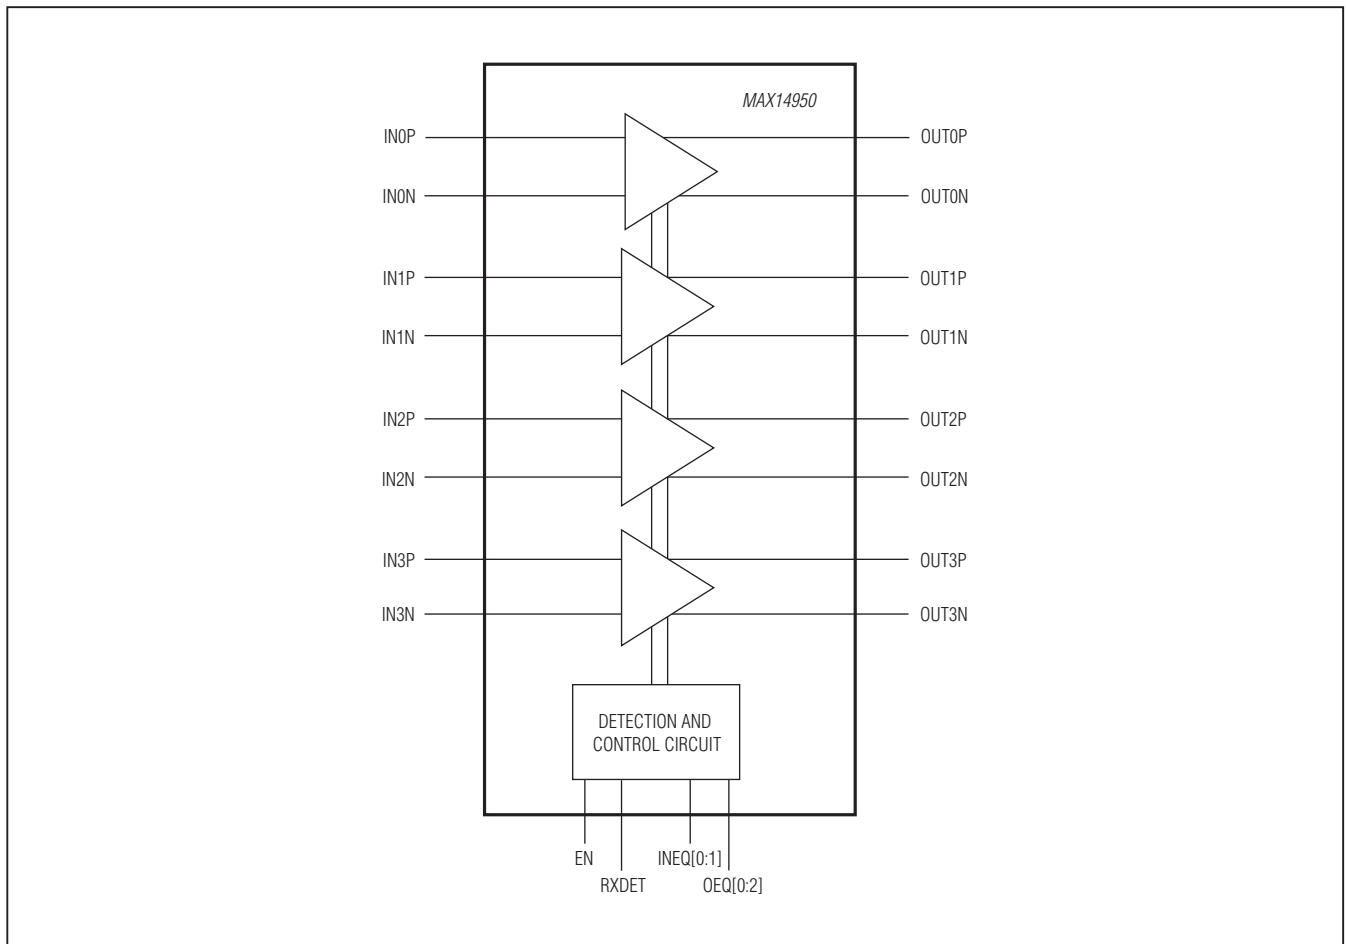 MAX14950
IN0P
OUT0P
IN0N
OUT0N
IN1P
OUT1P
IN1N
OUT1N
IN2P
OUT2P
IN2N
OUT2N
IN3P
OUT3P
IN3N
OUT3N
DETECTION AND
CONTROL CIRCUIT
EN
INEQ[0:1]
RXDET
OEQ[0:2]